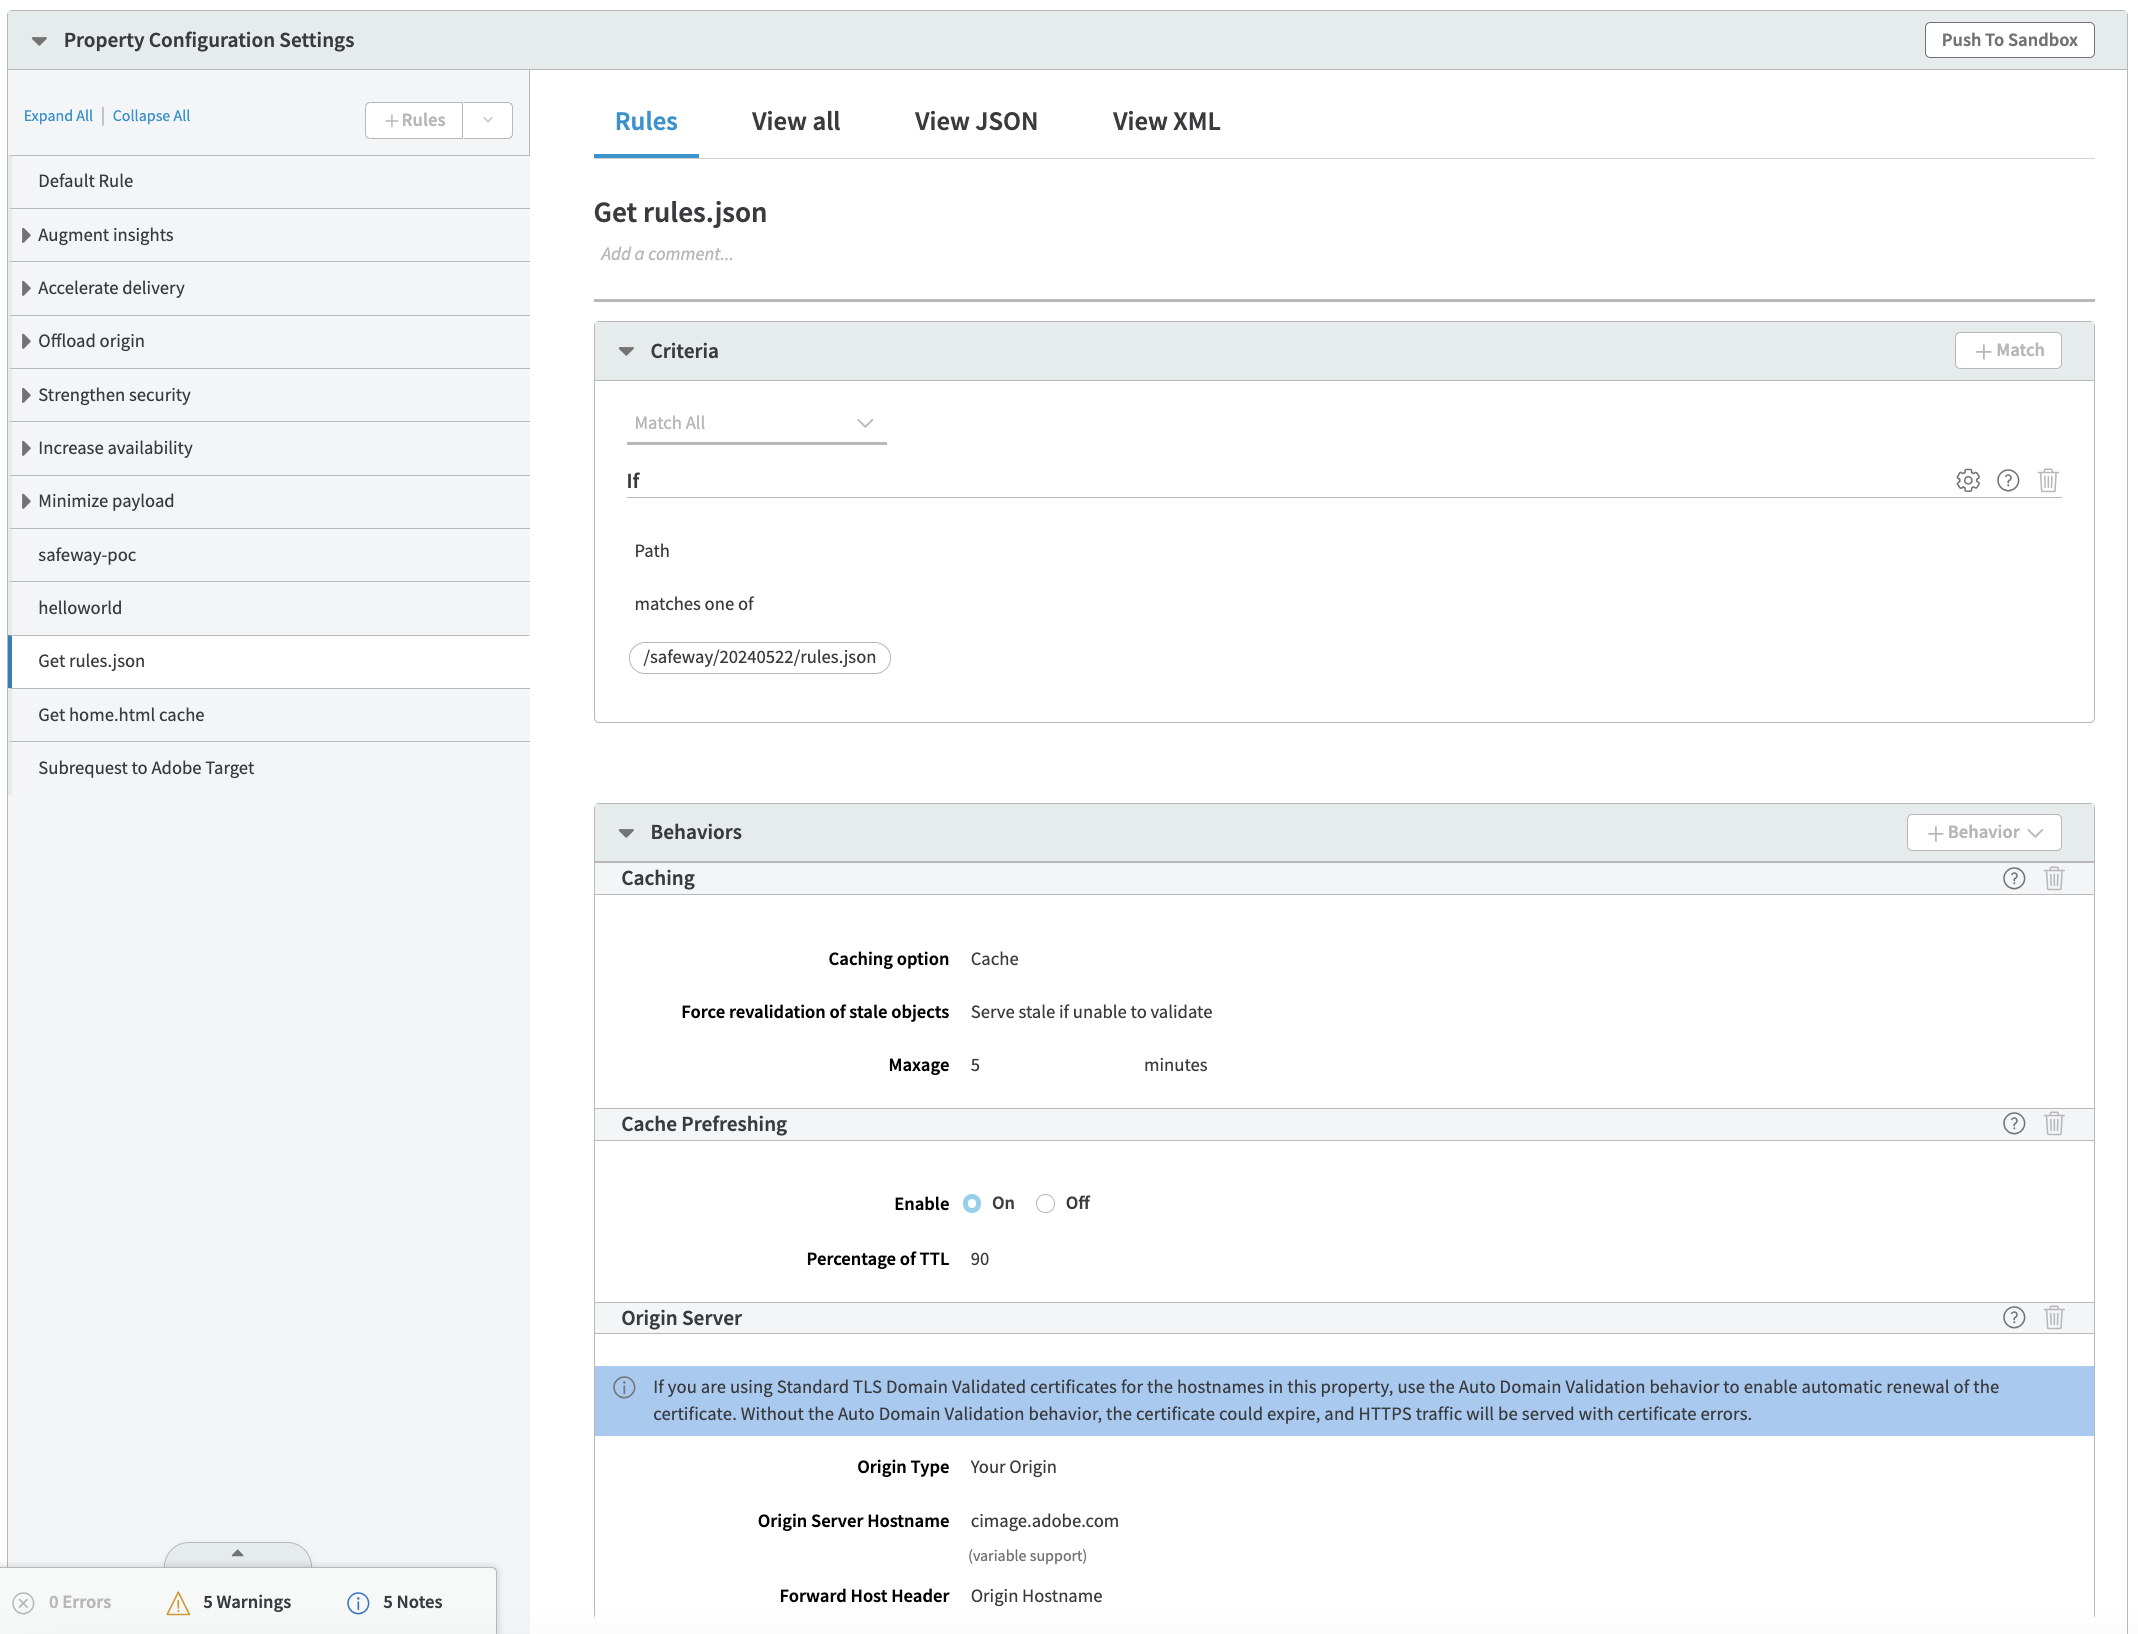 Property Configuration Settings
Push To Sandbox
Expand All | Collapse All
+ Rules
Default Rule
Augment insights
Accelerate delivery
Offload origin
Strengthen security
Increase availability
Minimize payload
safeway-poc
helloworld
Get rules.json
Get home.html cache
Subrequest to Adobe Target
0 Errors
5 Warnings
5 Notes
Rules
View all
View JSON
View XML
Get rules.json
Add a comment...
Criteria
+ Match
Match All
If
Path
matches one of
/safeway/20240522/rules.json
Behaviors
+ Behavior
Caching
Caching option Cache
Force revalidation of stale objects Serve stale if unable to validate
Maxage 5 minutes
Cache Prefreshing
Enable On Off
Percentage of TTL 90
Origin Server
If you are using Standard TLS Domain Validated certificates for the hostnames in this property, use the Auto Domain Validation behavior to enable automatic renewal of the
certificate. Without the Auto Domain Validation behavior, the certificate could expire, and HTTPS traffic will be served with certificate errors.
Origin Type Your Origin
Origin Server Hostname cimage.adobe.com
(variable support)
Forward Host Header Origin Hostname